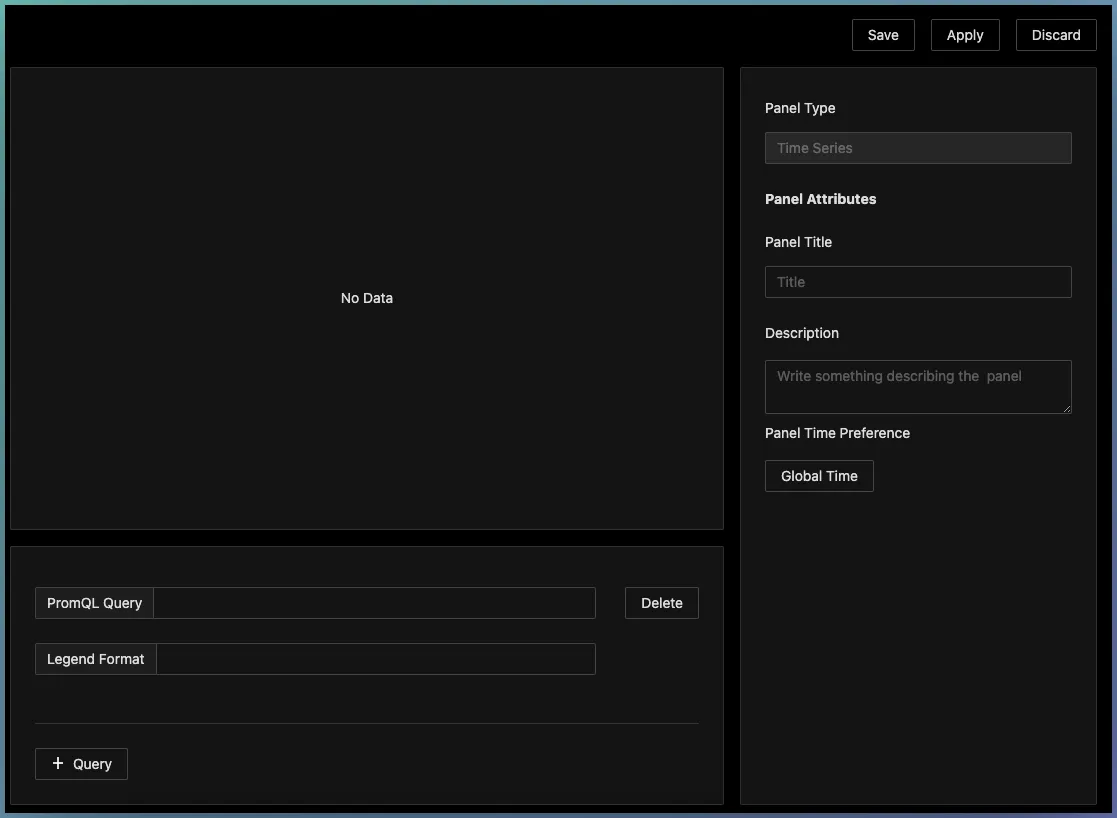 Save Apply Discard
Panel Type
Time Series
Panel Attributes
Panel Title
Title
Description
Write something describing the  panel
Panel Time Preference
Global Time
No Data
PromQL Query
Delete
Legend Format
+ Query